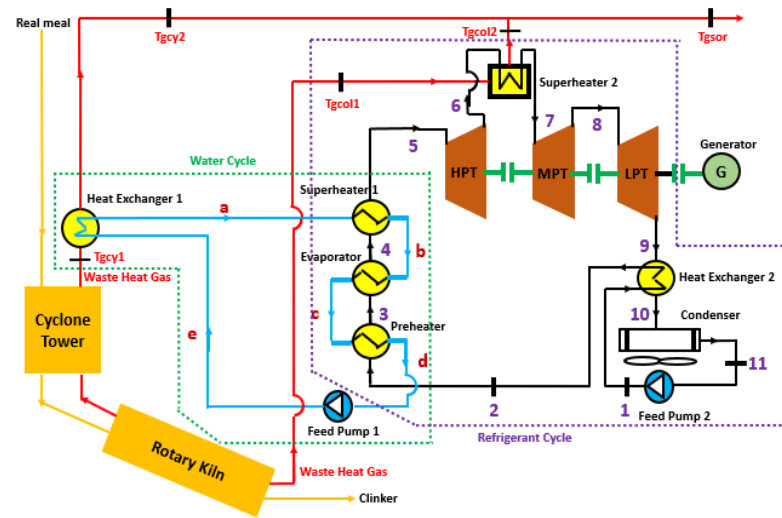 Real meal
Tgcy2
Tgcol2
Tgsor
Superheater 2
Tgcol1
6
7
8
5
Generator
G
HPT
MPT
LPT
Water Cycle
Heat Exchanger 1
Superheater 1
a
b
4
Evaporator
Tgcy1
Waste Heat Gas
9
Heat Exchanger 2
c
3
Preheater
10
Condenser
Cyclone
Tower
e
d
11
2
1
Feed Pump 1
Feed Pump 2
Refrigerant Cycle
Rotary Kiln
Waste Heat Gas
Clinker